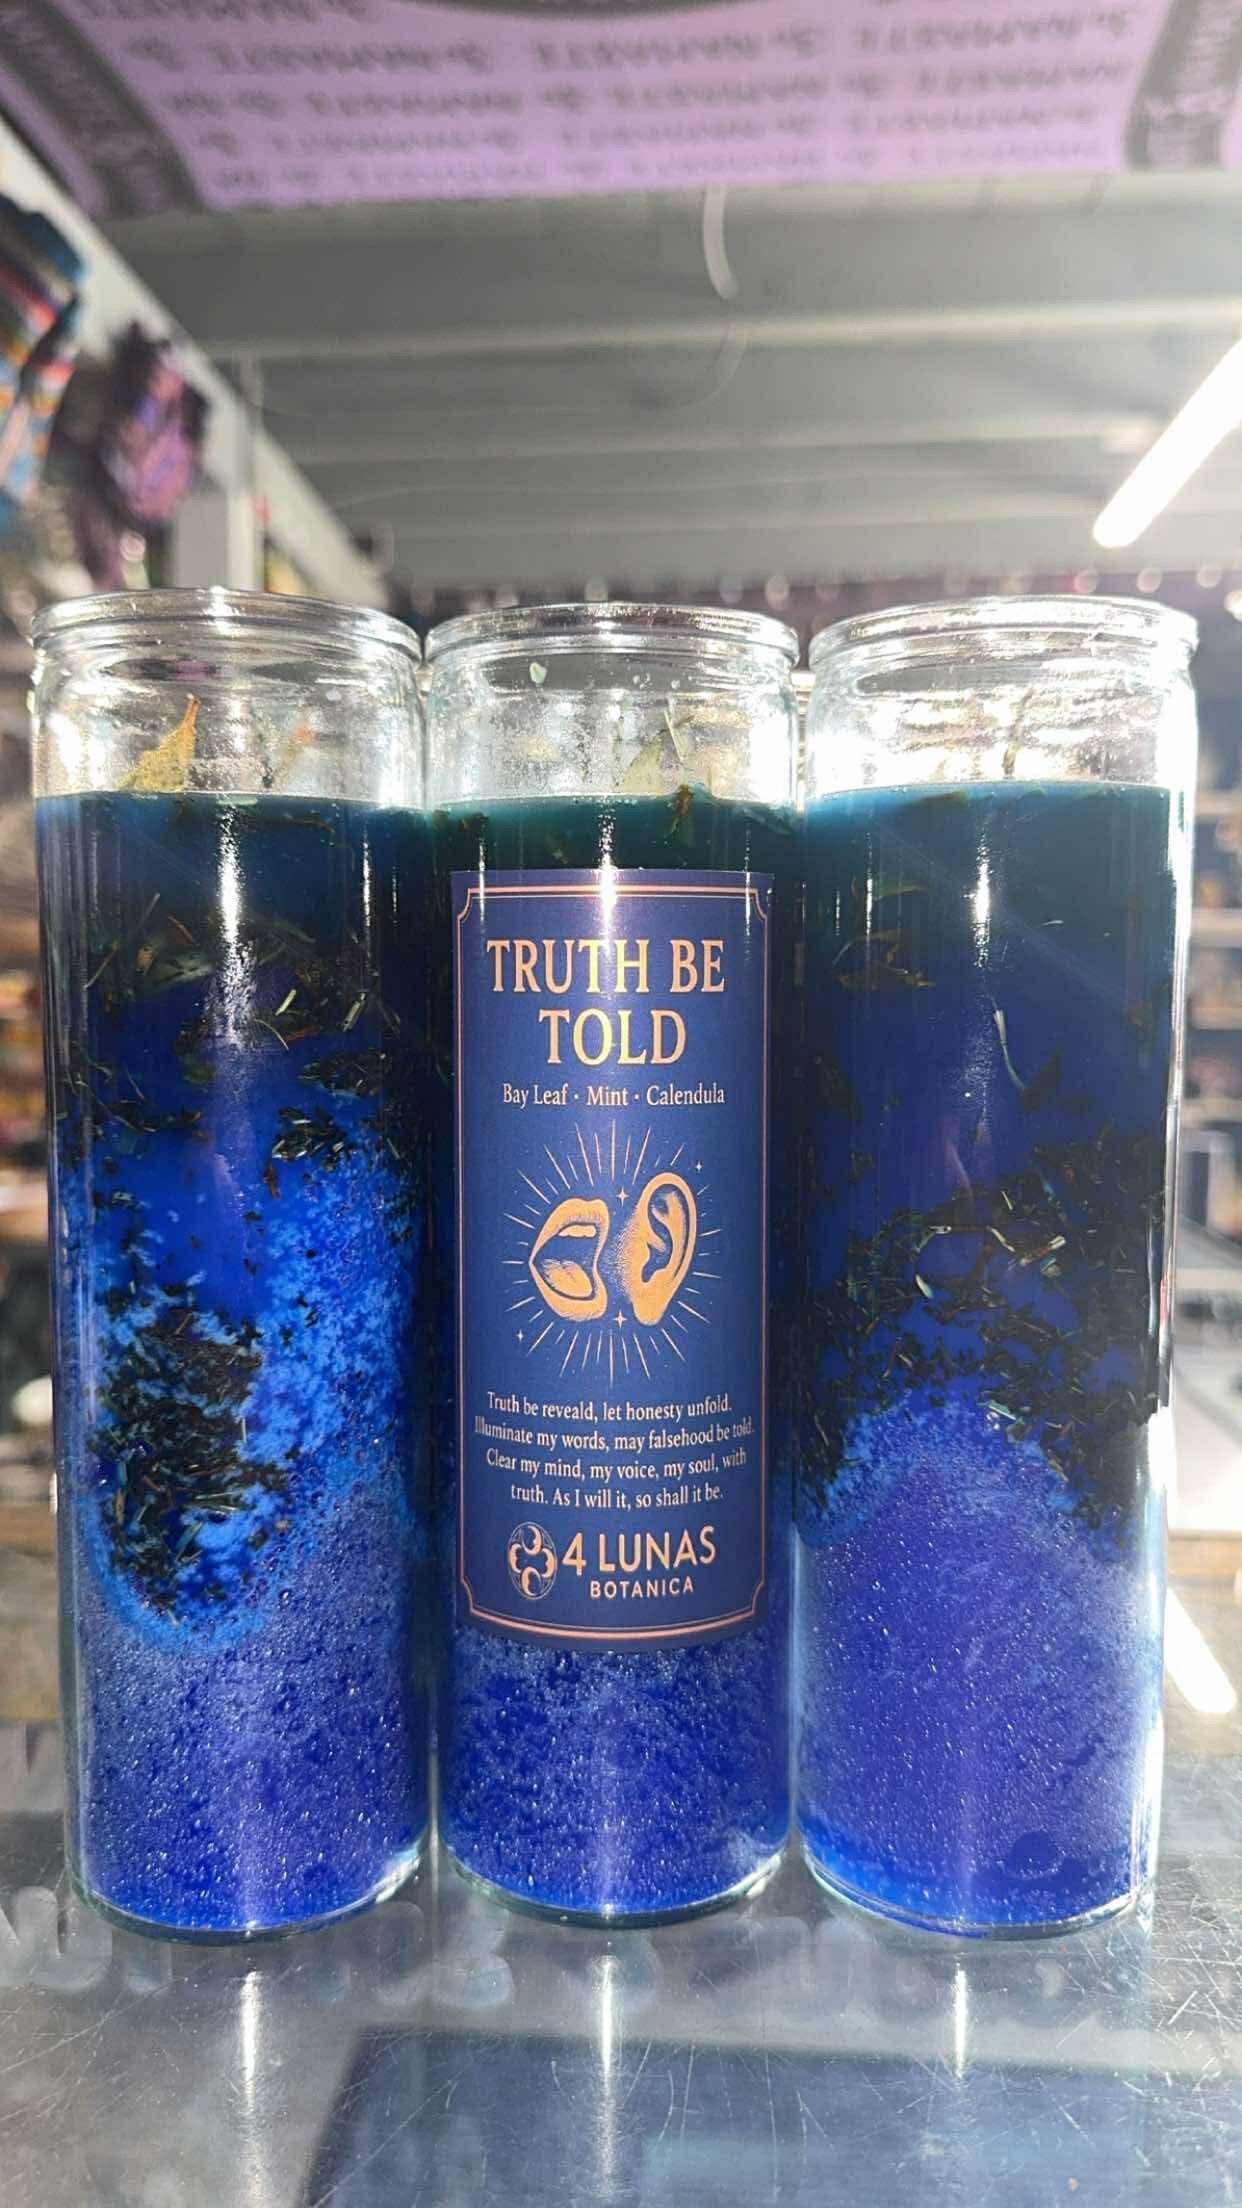 TRUTH BE
TOLD
Bay Leaf · Mint · Calendula
Truth be reveald, let honesty unfold.
Illuminate my words, may falsehood be told.
Clear my mind, my voice, my soul, with
truth. As I will it, so shall it be.
4 LUNAS
BOTANICA